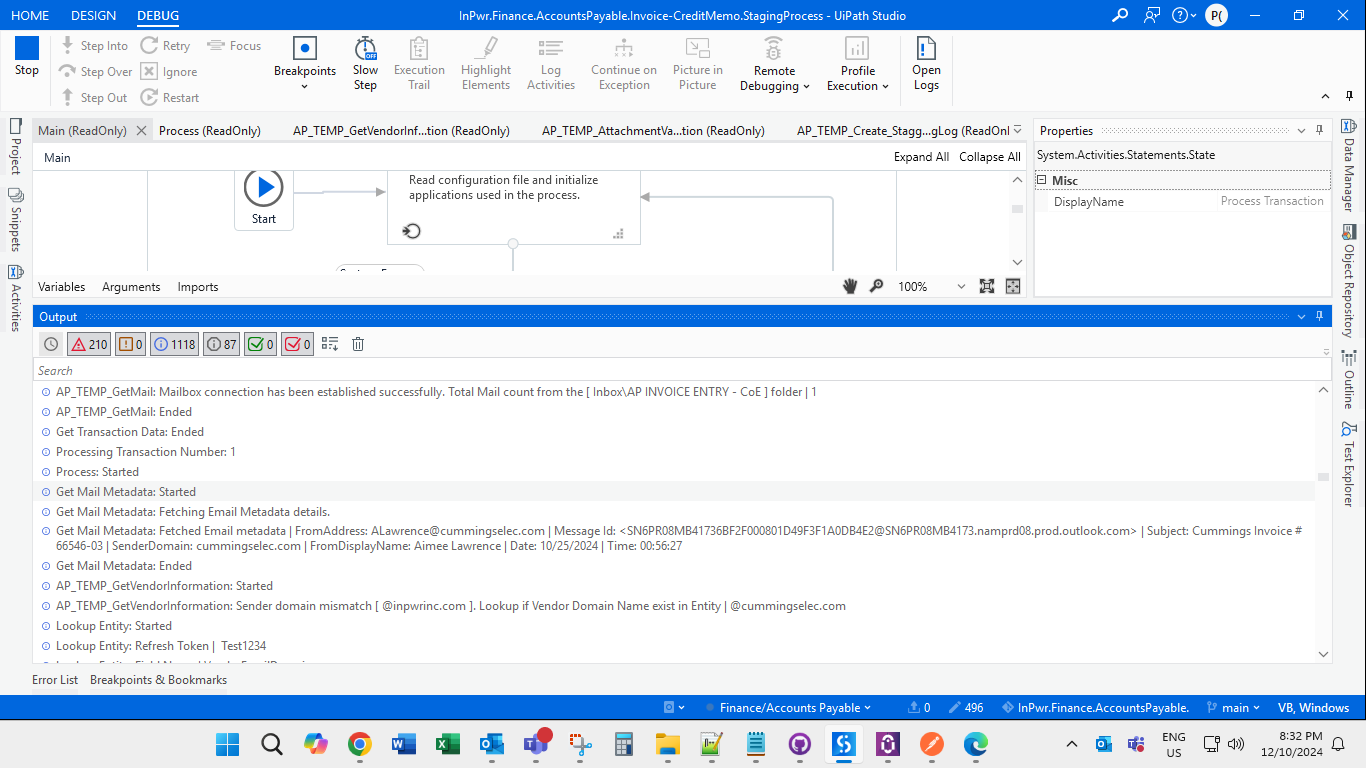 HOME DESIGN DEBUG InPwr.Finance.AccountsPayable.Invoice-CreditMemo.StagingProcess - UiPath Studio P(
Stop
Step Into Retry Focus
Step Over Ignore
Step Out Restart
Breakpoints
Slow Step
OFF
Execution Trail
Highlight Elements
Log Activities
Continue on Exception
Picture in Picture
Remote Debugging
Profile Execution
Open Logs
Main (ReadOnly) Process (ReadOnly) AP_TEMP_GetVendorInf...tion (ReadOnly) AP_TEMP_AttachmentVa...tion (ReadOnly) AP_TEMP_Create_Stagg...gLog (ReadOnl
Main Expand All Collapse All
Start
Read configuration file and initialize
applications used in the process.
Variables Arguments Imports 100%
Properties
System.Activities.Statements.State
Misc
DisplayName Process Transaction
Project
Snippets
Activities
Data Manager
Object Repository
Outline
Test Explorer
Output
210 0 1118 87 0 0
Search
AP_TEMP_GetMail: Mailbox connection has been established successfully. Total Mail count from the [ Inbox\AP INVOICE ENTRY - CoE ] folder | 1
AP_TEMP_GetMail: Ended
Get Transaction Data: Ended
Processing Transaction Number: 1
Process: Started
Get Mail Metadata: Started
Get Mail Metadata: Fetching Email Metadata details.
Get Mail Metadata: Fetched Email metadata | FromAddress: ALawrence@cummingselec.com | Message Id: <SN6PR08MB41736BF2F000801D49F3F1A0DB4E2@SN6PR08MB4173.namprd08.prod.outlook.com> | Subject: Cummings Invoice #
66546-03 | SenderDomain: cummingselec.com | FromDisplayName: Aimee Lawrence | Date: 10/25/2024 | Time: 00:56:27
Get Mail Metadata: Ended
AP_TEMP_GetVendorInformation: Started
AP_TEMP_GetVendorInformation: Sender domain mismatch [ @inpwrinc.com ]. Lookup if Vendor Domain Name exist in Entity | @cummingselec.com
Lookup Entity: Started
Lookup Entity: Refresh Token | Test1234
Error List Breakpoints & Bookmarks
Finance/Accounts Payable 0 496 InPwr.Finance.AccountsPayable. main VB, Windows
ENG
US
8:32 PM
12/10/2024